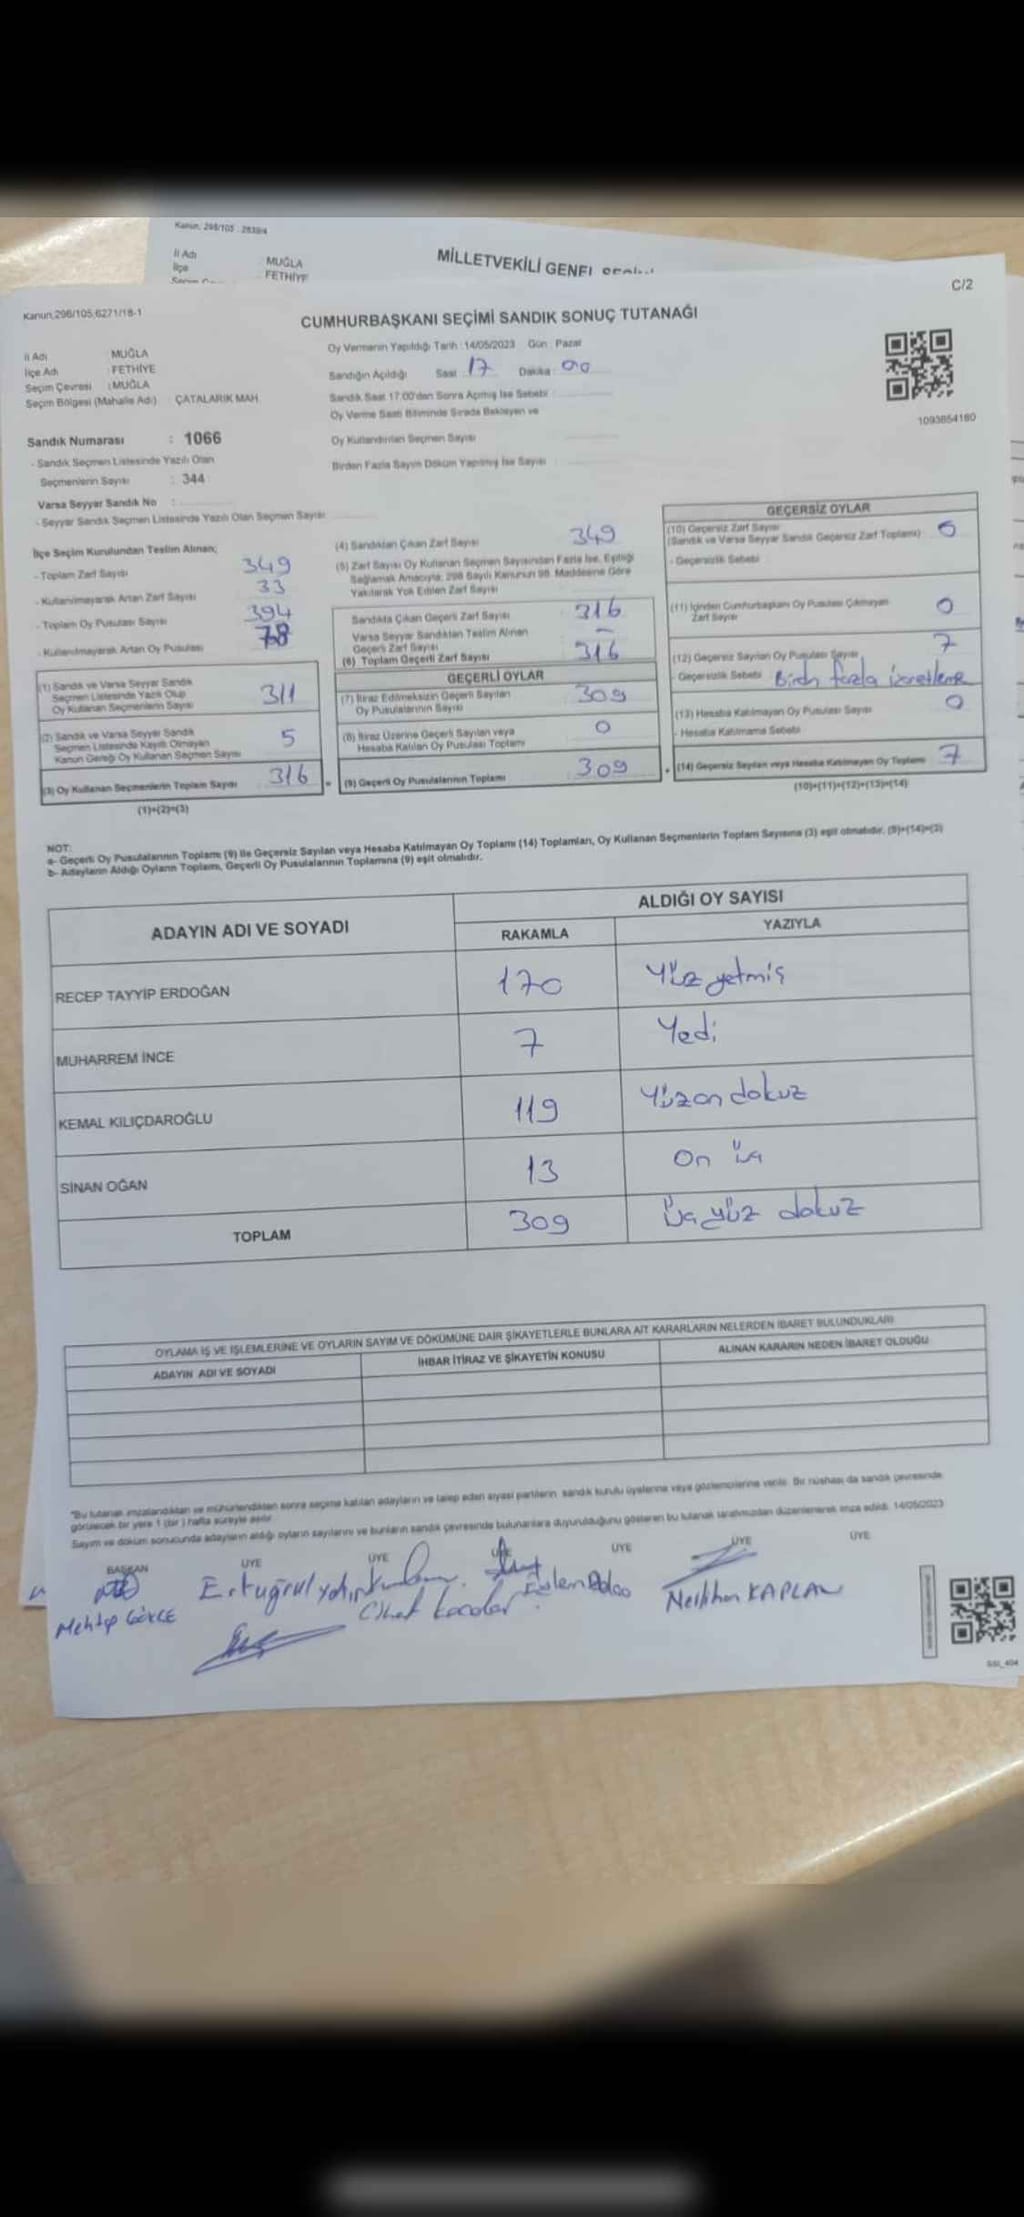 Kanun, 298/105 : 2839/4
İl Adı : MUĞLA
İlçe : FETHİYE
MİLLETVEKİLİ GENEL
C/2
Kanun,298/105,6271/18-1
CUMHURBAŞKANI SEÇİMİ SANDIK SONUÇ TUTANAĞI
İl Adı : MUĞLA
İlçe Adı : FETHİYE
Seçim Çevresi : MUĞLA
Seçim Bölgesi (Mahalle Adı) : ÇATALARIK MAH.
Oy Vermenin Yapıldığı Tarih : 14/05/2023 Gün : Pazar
Sandığın Açıldığı Saat : 17 Dakika : 00
Sandık Saat 17.00'dan Sonra Açılmış İse Sebebi :
Oy Verme Saati Bitiminde Sırada Bekleyen ve
Oy Kullandırılan Seçmen Sayısı
Birden Fazla Sayım Döküm Yapılmış İse Sayısı
1093854180
Sandık Numarası : 1066
- Sandık Seçmen Listesinde Yazılı Olan
Seçmenlerin Sayısı : 344
Varsa Seyyar Sandık No :
- Seyyar Sandık Seçmen Listesinde Yazılı Olan Seçmen Sayısı
İlçe Seçim Kurulundan Teslim Alınan;
- Toplam Zarf Sayısı 349
- Kullanılmayarak Artan Zarf Sayısı 33
- Toplam Oy Pusulası Sayısı 394
- Kullanılmayarak Artan Oy Pusulası 78
(1) Sandık ve Varsa Seyyar Sandık
Seçmen Listesinde Yazılı Olup
Oy Kullanan Seçmenlerin Sayısı 311
(2) Sandık ve Varsa Seyyar Sandık
Seçmen Listesinde Kayıtlı Olmayan
Kanun Gereği Oy Kullanan Seçmen Sayısı 5
(3) Oy Kullanan Seçmenlerin Toplam Sayısı 316
(1)+(2)=(3)
(4) Sandıktan Çıkan Zarf Sayısı 349
(5) Zarf Sayısı Oy Kullanan Seçmen Sayısından Fazla İse, Eşitliği
Sağlamak Amacıyla; 298 Sayılı Kanunun 98. Maddesine Göre
Yakılarak Yok Edilen Zarf Sayısı
Sandıkta Çıkan Geçerli Zarf Sayısı 316
Varsa Seyyar Sandıktan Teslim Alınan
Geçerli Zarf Sayısı -
(6) Toplam Geçerli Zarf Sayısı 316
GEÇERLİ OYLAR
(7) İtiraz Edilmeksizin Geçerli Sayılan
Oy Pusulalarının Sayısı 309
(8) İtiraz Üzerine Geçerli Sayılan veya
Hesaba Katılan Oy Pusulası Toplamı 0
(9) Geçerli Oy Pusulalarının Toplamı 309
GEÇERSİZ OYLAR
(10) Geçersiz Zarf Sayısı
(Sandık ve Varsa Seyyar Sandık Geçersiz Zarf Toplamı) 0
- Geçersizlik Sebebi
(11) İçinden Cumhurbaşkanı Oy Pusulası Çıkmayan
Zarf Sayısı 0
(12) Geçersiz Sayılan Oy Pusulası Sayısı 7
- Geçersizlik Sebebi Birden fazla işaretleme
(13) Hesaba Katılmayan Oy Pusulası Sayısı 0
- Hesaba Katılmama Sebebi
(14) Geçersiz Sayılan veya Hesaba Katılmayan Oy Toplamı 7
(10)+(11)+(12)+(13)=(14)
NOT:
a- Geçerli Oy Pusulalarının Toplamı (9) ile Geçersiz Sayılan veya Hesaba Katılmayan Oy Toplamı (14) Toplamları, Oy Kullanan Seçmenlerin Toplam Sayısına (3) eşit olmalıdır. (9)+(14)=(3)
b- Adayların Aldığı Oyların Toplamı, Geçerli Oy Pusulalarının Toplamına (9) eşit olmalıdır.
ADAYIN ADI VE SOYADI ALDIĞI OY SAYISI
RAKAMLA YAZIYLA
RECEP TAYYİP ERDOĞAN 170 Yüz yetmiş
MUHARREM İNCE 7 Yedi
KEMAL KILIÇDAROĞLU 119 Yüzon dokuz
SİNAN OĞAN 13 On üç
TOPLAM 309 Üçyüz dokuz
OYLAMA İŞ VE İŞLEMLERİNE VE OYLARIN SAYIM VE DÖKÜMÜNE DAİR ŞİKAYETLERLE BUNLARA AİT KARARLARIN NELERDEN İBARET BULUNDUKLARI
ADAYIN ADI VE SOYADI İHBAR İTİRAZ VE ŞİKAYETİN KONUSU ALINAN KARARIN NEDEN İBARET OLDUĞU
"Bu tutanak imzalandıktan ve mühürlendikten sonra seçime katılan adayların ve talep eden siyasi partilerin sandık kurulu üyelerine veya gözlemcilerine verilir. Bir nüshası da sandık çevresinde
görülecek bir yere 1 (bir ) hafta süreyle asılır.
Sayım ve döküm sonucunda adayların aldığı oyların sayılarını ve bunların sandık çevresinde bulunanlara duyurulduğunu gösteren bu tutanak tarafımızdan düzenlenerek imza edildi. 14/05/2023
BAŞKAN ÜYE ÜYE ÜYE ÜYE ÜYE ÜYE
Mehtap GÖKCE Ertuğrul Neslihan KAPLAN
SSI_404